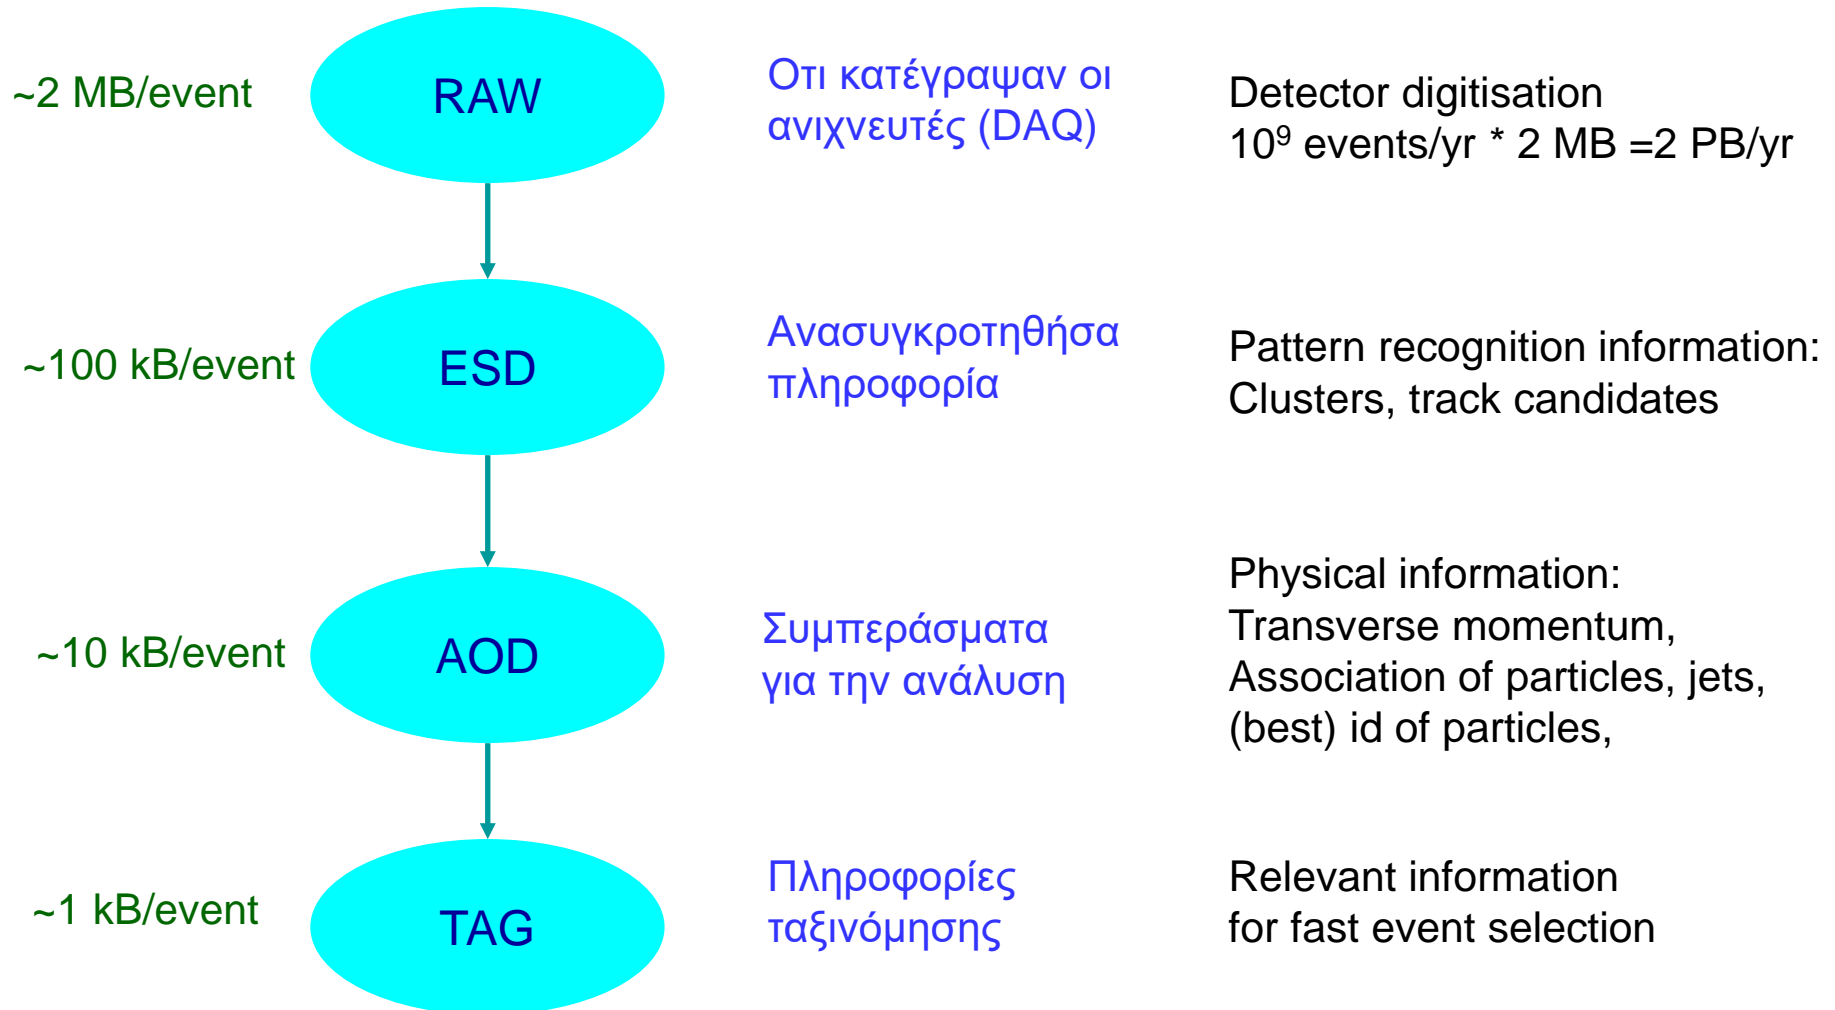 ~2 MB/event
RAW
Οτι κατέγραψαν οι
ανιχνευτές (DAQ)
Detector digitisation
10⁹ events/yr * 2 MB =2 PB/yr
~100 kB/event
ESD
Ανασυγκροτηθήσα
πληροφορία
Pattern recognition information:
Clusters, track candidates
~10 kB/event
AOD
Συμπεράσματα
για την ανάλυση
Physical information:
Transverse momentum,
Association of particles, jets,
(best) id of particles,
~1 kB/event
TAG
Πληροφορίες
ταξινόμησης
Relevant information
for fast event selection